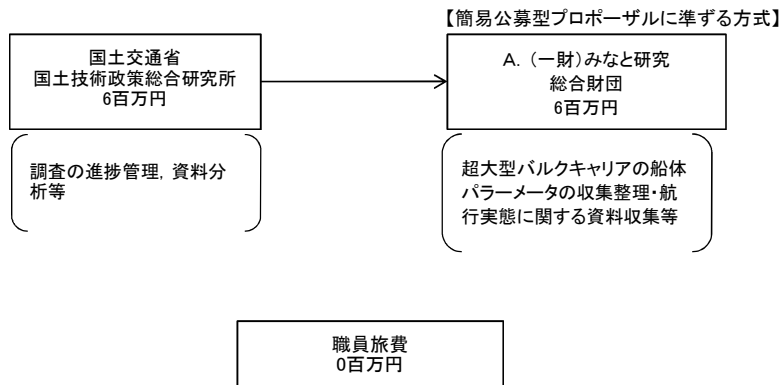 【簡易公募型プロポーザルに準ずる方式】
国土交通省
国土技術政策総合研究所
6百万円
A. (一財)みなと研究
総合財団
6百万円
調査の進捗管理, 資料分
析等
超大型バルクキャリアの船体
パラメータの収集整理・航
行実態に関する資料収集等
職員旅費
0百万円